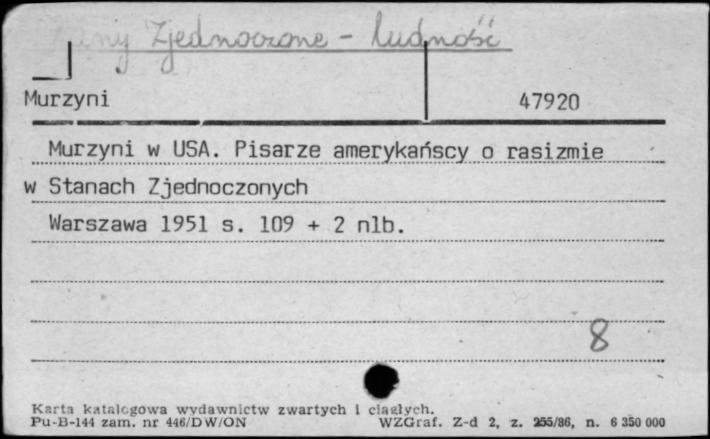 Stany Zjednoczone - ludność
Murzyni 47920
Murzyni w USA. Pisarze amerykańscy o rasizmie
w Stanach Zjednoczonych
Warszawa 1951 s. 109 + 2 nlb.
8
Karta katalogowa wydawnictw zwartych i ciągłych.
Pu-B-144 zam. nr 446/DW/ON WZGraf. Z-d 2, z. 255/86, n. 6 350 000